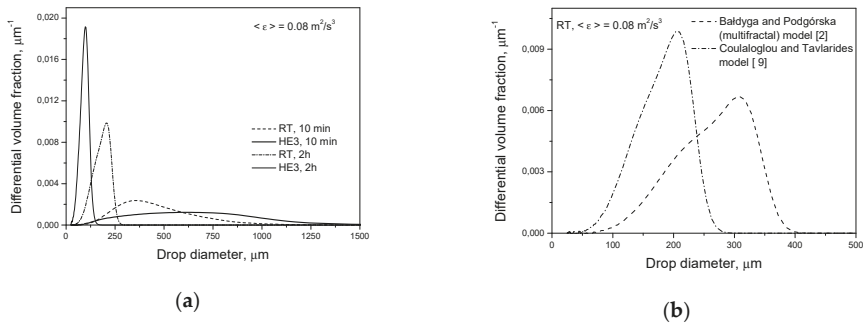 < ε > = 0.08 m²/s³
0,020
0,016
0,012
0,008
0,004
0,000
Differential volume fraction, μm⁻¹
RT, 10 min
HE3, 10 min
RT, 2h
HE3, 2h
0 250 500 750 1000 1250 1500
Drop diameter, μm
(a)
RT, < ε > = 0.08 m²/s³
Bałdyga and Podgórska
(multifractal) model [2]
Coulaloglou and Tavlarides
model [ 9]
0,009
0,006
0,003
0,000
Differential volume fraction, μm⁻¹
0 100 200 300 400 500
Drop diameter, μm
(b)